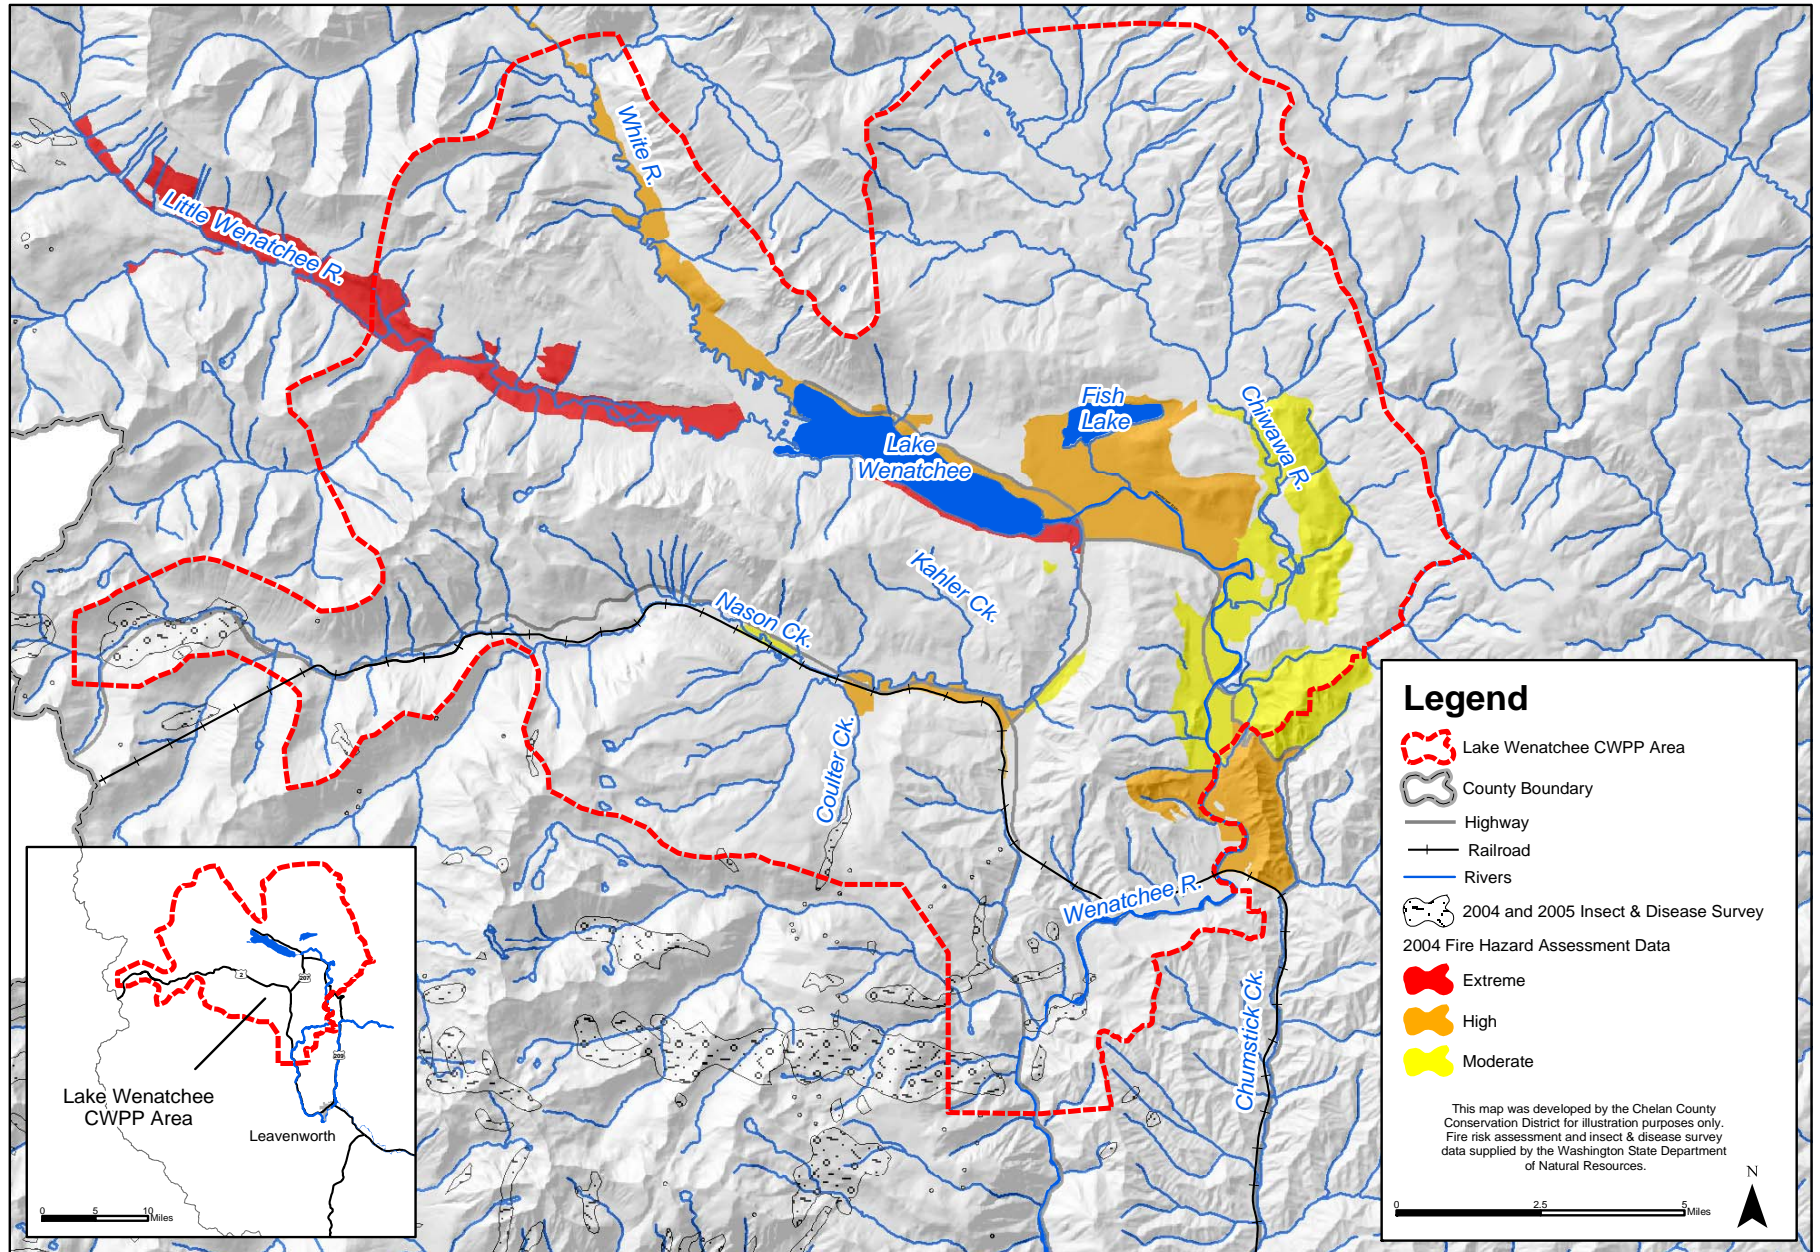 White R.
Little Wenatchee R.
Fish
Lake
Chiwawa R.
Lake
Wenatchee
Kahler Ck.
Nason Ck.
Coulter Ck.
Wenatchee R.
Chumstick Ck.
Legend
Lake Wenatchee CWPP Area
County Boundary
Highway
Railroad
Rivers
2004 and 2005 Insect & Disease Survey
2004 Fire Hazard Assessment Data
Extreme
High
Moderate
This map was developed by the Chelan County
Conservation District for illustration purposes only.
Fire risk assessment and insect & disease survey
data supplied by the Washington State Department
of Natural Resources.
N
0 2.5 5
Miles
2
207
209
Lake Wenatchee
CWPP Area
Leavenworth
0 5 10
Miles